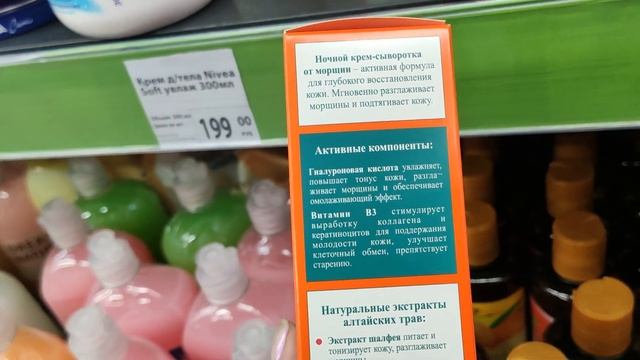 Крем д/тела Nivea
Soft увлаж 300мл
199 00
Ночной крем-сыворотка
от морщин – активная формула
для глубокого восстановления
кожи. Мгновенно разглаживает
морщины и подтягивает кожу.
Активные компоненты:
Гиалуроновая кислота увлажняет,
повышает тонус кожи, разгла-
живает морщины и обеспечивает
омолаживающий эффект.
Витамин В3 стимулирует
выработку коллагена и
кератиноцитов для поддержания
молодости кожи, улучшает
клеточный обмен, препятствует
старению.
Натуральные экстракты
алтайских трав:
Экстракт шалфея питает и
тонизирует кожу, разглаживает